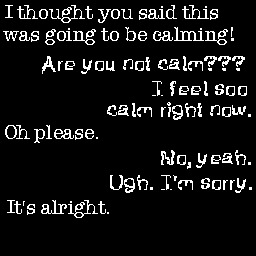 I thought you said this
was going to be calming!
Are you not calm???
I feel soo
calm right now.
Oh please.
No, yeah.
Ugh. I'm sorry.
It's alright.